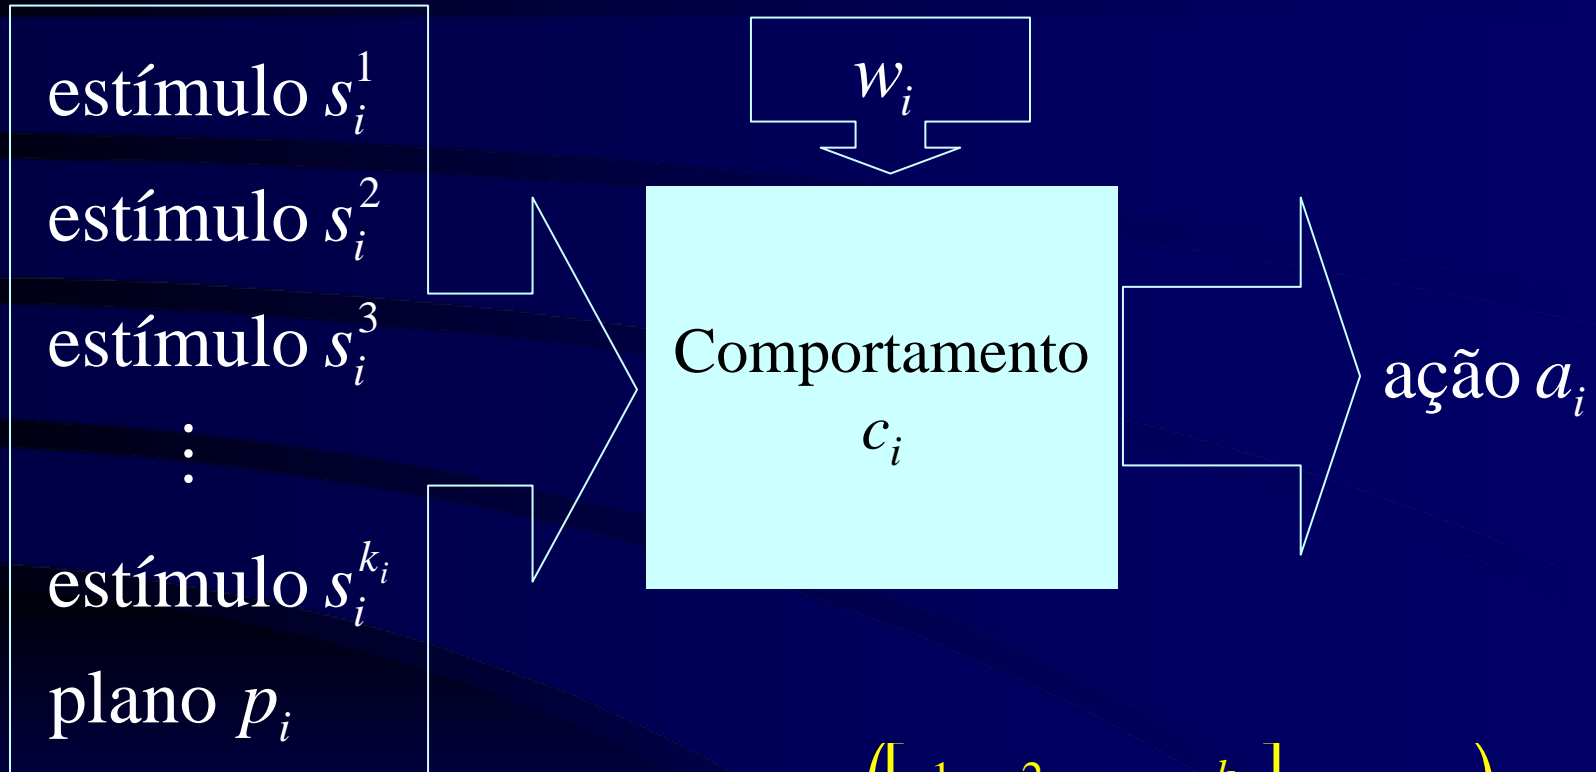 estímulo s_i^1
estímulo s_i^2
estímulo s_i^3
⋮
estímulo s_i^{k_i}
plano p_i
w_i
Comportamento
c_i
ação a_i